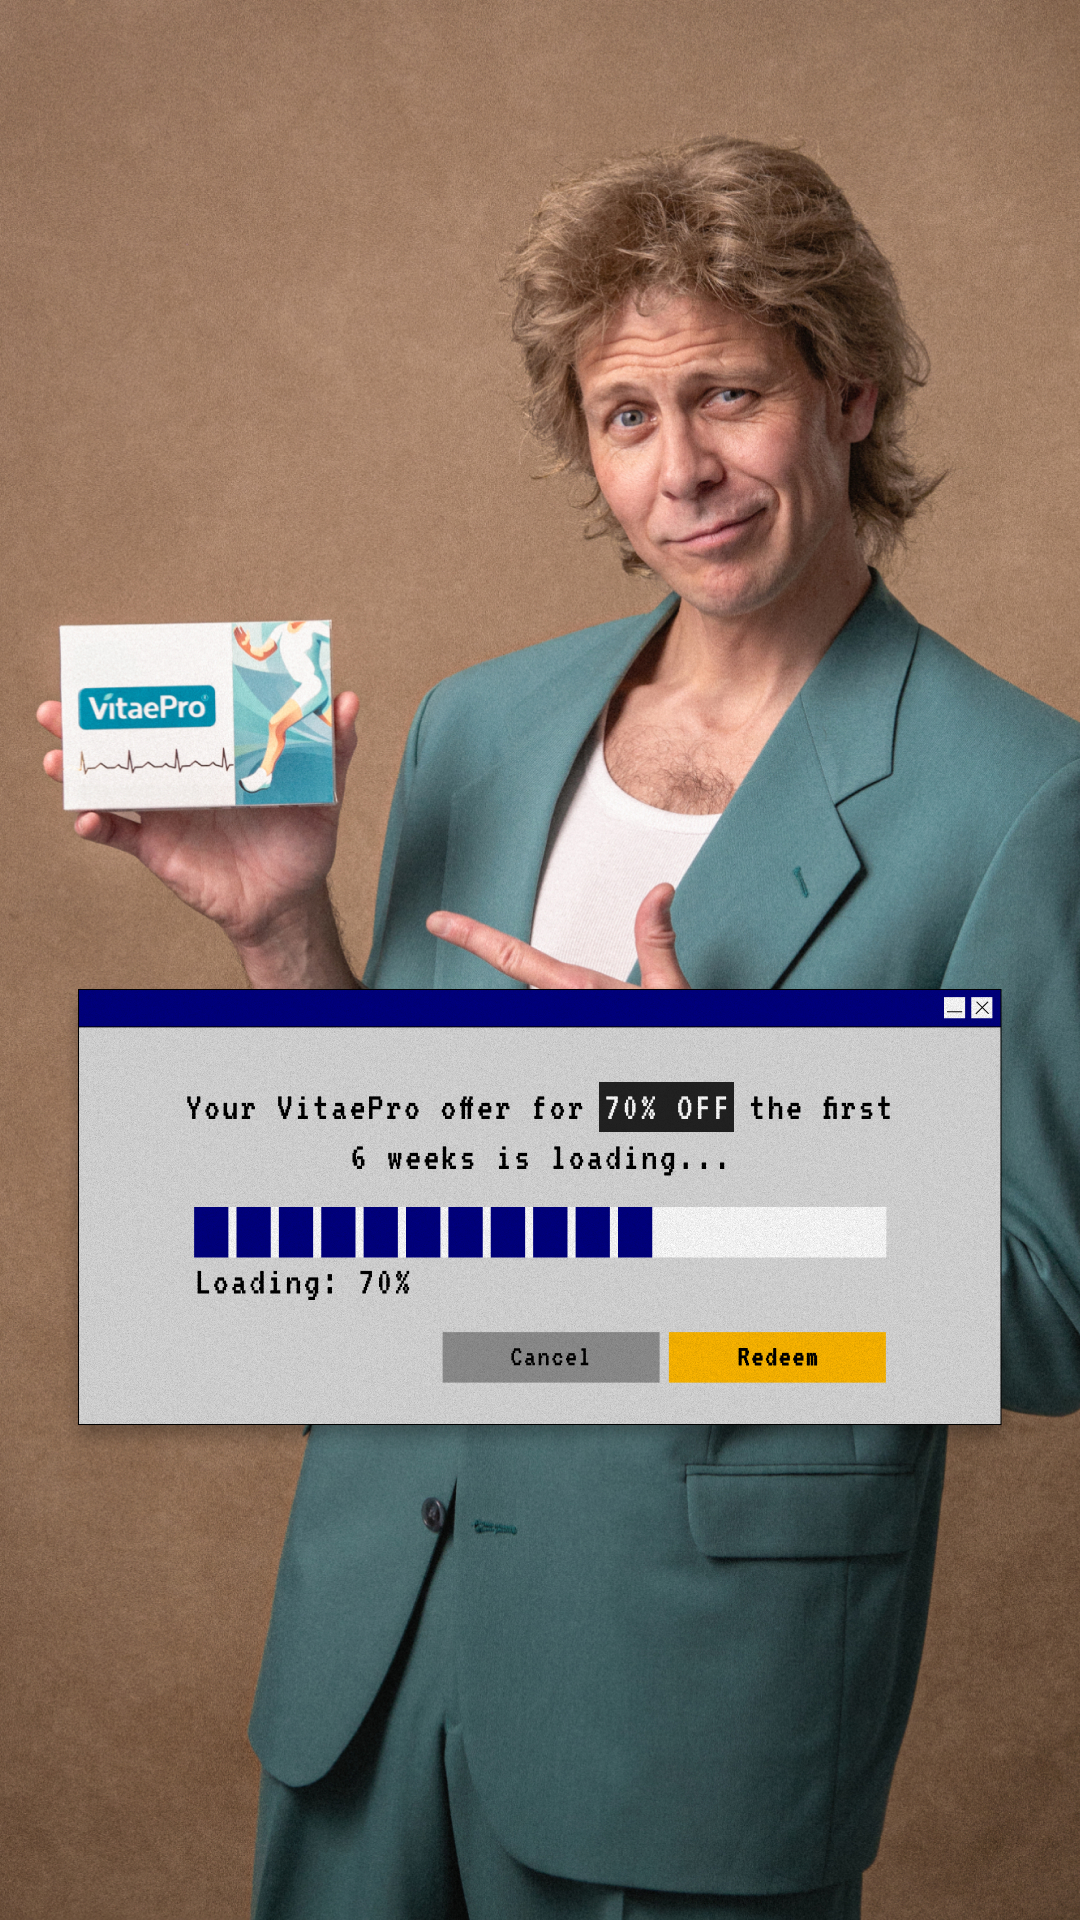 VitaePro®
Your VitaePro offer for 70% OFF the first
6 weeks is loading...
Loading: 70%
Cancel
Redeem